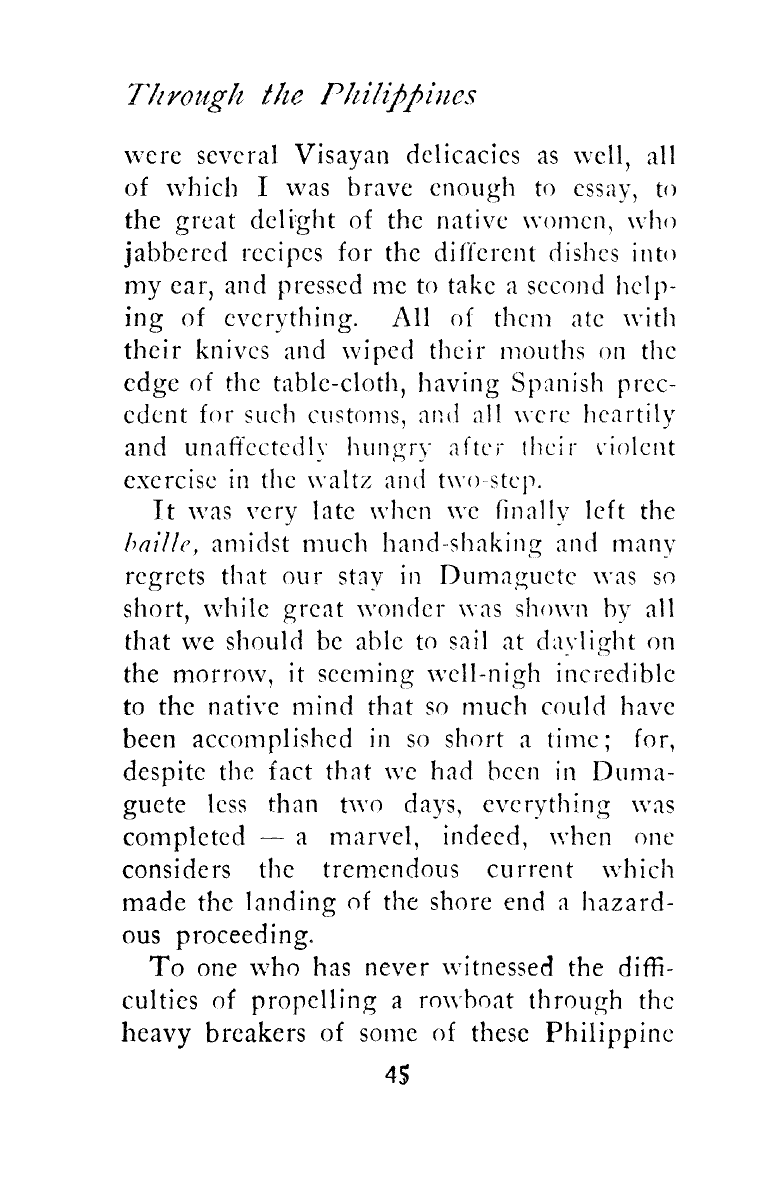 Through the Philippines
were several Visayan delicacies as well, all
of which I was brave enough to essay, to
the great delight of the native women, who
jabbered recipes for the different dishes into
my ear, and pressed me to take a second help-
ing of everything. All of them ate with
their knives and wiped their mouths on the
edge of the table-cloth, having Spanish prec-
edent for such customs, and all were heartily
and unaffectedly hungry after their violent
exercise in the waltz and two-step.
It was very late when we finally left the
baille, amidst much hand-shaking and many
regrets that our stay in Dumaguete was so
short, while great wonder was shown by all
that we should be able to sail at daylight on
the morrow, it seeming well-nigh incredible
to the native mind that so much could have
been accomplished in so short a time; for,
despite the fact that we had been in Duma-
guete less than two days, everything was
completed — a marvel, indeed, when one
considers the tremendous current which
made the landing of the shore end a hazard-
ous proceeding.
To one who has never witnessed the diffi-
culties of propelling a rowboat through the
heavy breakers of some of these Philippine
45